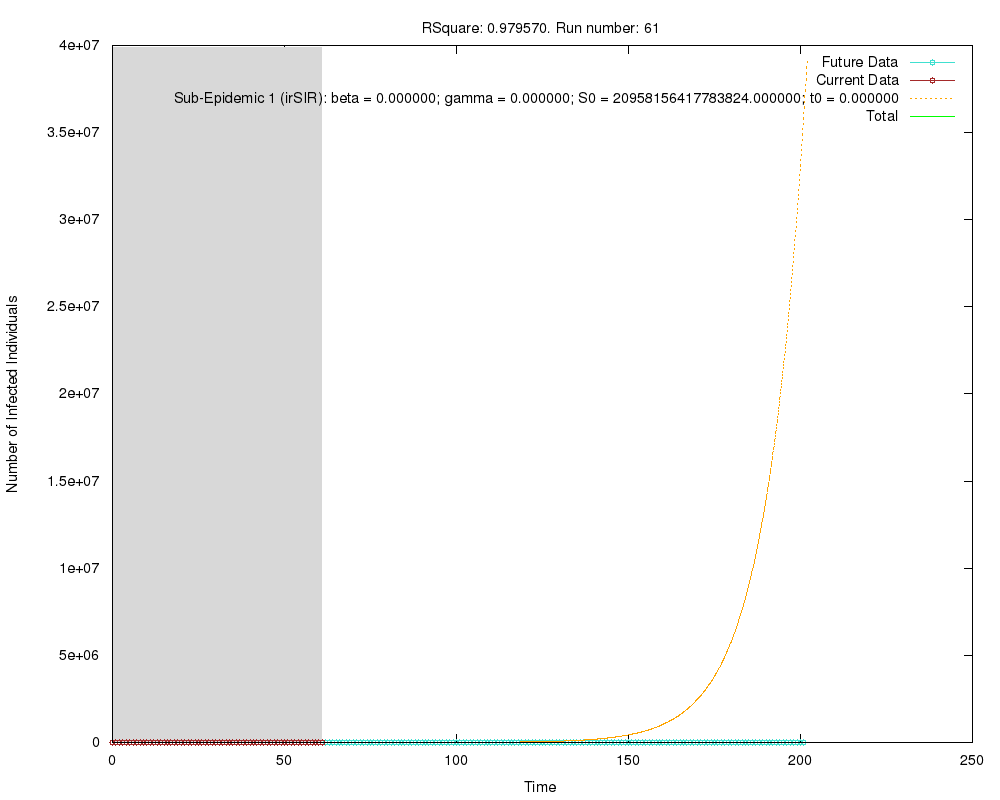 RSquare: 0.979570. Run number: 61
4e+07
3.5e+07
3e+07
2.5e+07
2e+07
1.5e+07
1e+07
5e+06
0
Number of Infected Individuals
Future Data
Current Data
Sub-Epidemic 1 (irSIR): beta = 0.000000; gamma = 0.000000; S0 = 20958156417783824.000000; t0 = 0.000000
Total
0 50 100 150 200 250
Time